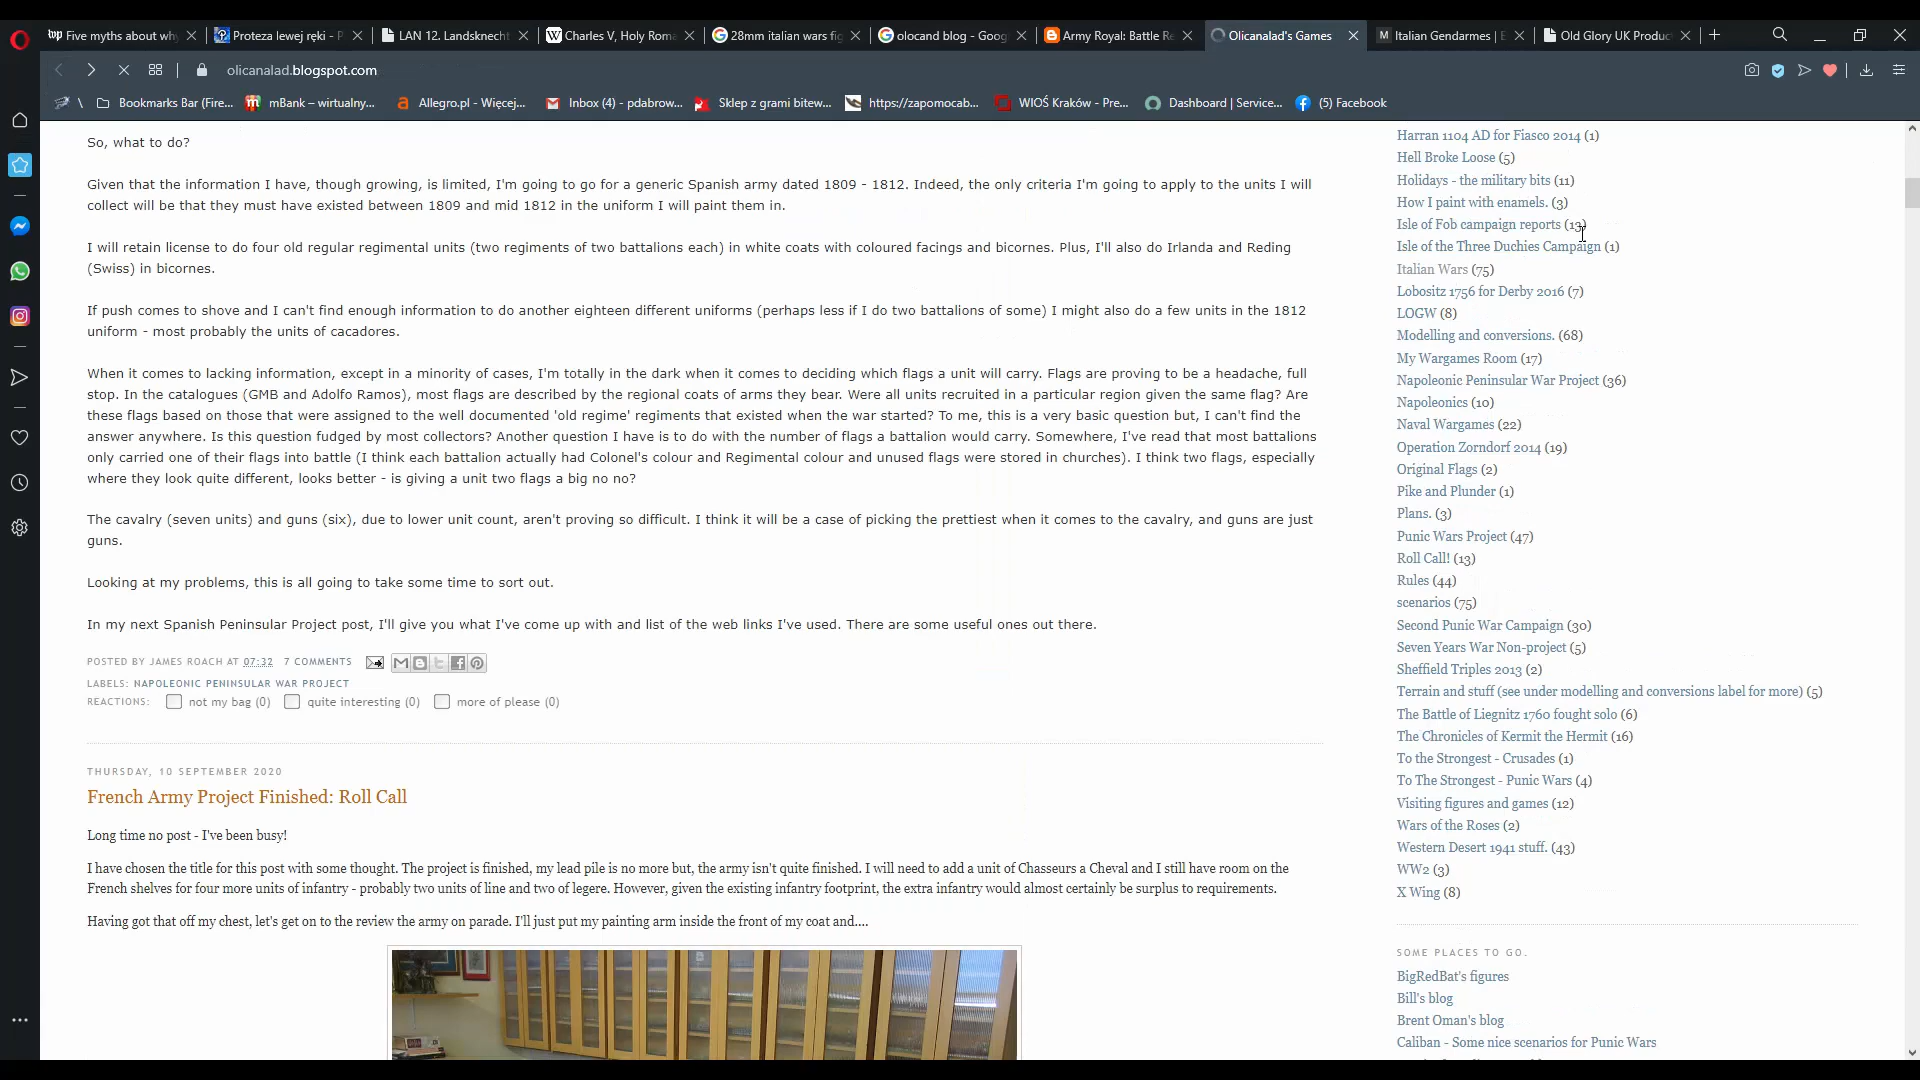 Five myths about why
Proteza lewej ręki - P
LAN 12. Landsknecht
Charles V, Holy Roma
28mm italian wars fig
olocand blog - Goog
Army Royal: Battle Re
Olicanalad's Games
Italian Gendarmes | E
Old Glory UK Produc
olicanalad.blogspot.com
Bookmarks Bar (Fire...
mBank – wirtualny...
Allegro.pl - Więcej...
Inbox (4) - pdabrow...
Sklep z grami bitew...
https://zapomocab...
WIOŚ Kraków - Pre...
Dashboard | Service...
(5) Facebook
So, what to do?
Given that the information I have, though growing, is limited, I'm going to go for a generic Spanish army dated 1809 - 1812. Indeed, the only criteria I'm going to apply to the units I will
collect will be that they must have existed between 1809 and mid 1812 in the uniform I will paint them in.
I will retain license to do four old regular regimental units (two regiments of two battalions each) in white coats with coloured facings and bicornes. Plus, I'll also do Irlanda and Reding
(Swiss) in bicornes.
If push comes to shove and I can't find enough information to do another eighteen different uniforms (perhaps less if I do two battalions of some) I might also do a few units in the 1812
uniform - most probably the units of cacadores.
When it comes to lacking information, except in a minority of cases, I'm totally in the dark when it comes to deciding which flags a unit will carry. Flags are proving to be a headache, full
stop. In the catalogues (GMB and Adolfo Ramos), most flags are described by the regional coats of arms they bear. Were all units recruited in a particular region given the same flag? Are
these flags based on those that were assigned to the well documented 'old regime' regiments that existed when the war started? To me, this is a very basic question but, I can't find the
answer anywhere. Is this question fudged by most collectors? Another question I have is to do with the number of flags a battalion would carry. Somewhere, I've read that most battalions
only carried one of their flags into battle (I think each battalion actually had Colonel's colour and Regimental colour and unused flags were stored in churches). I think two flags, especially
where they look quite different, looks better - is giving a unit two flags a big no no?
The cavalry (seven units) and guns (six), due to lower unit count, aren't proving so difficult. I think it will be a case of picking the prettiest when it comes to the cavalry, and guns are just
guns.
Looking at my problems, this is all going to take some time to sort out.
In my next Spanish Peninsular Project post, I'll give you what I've come up with and list of the web links I've used. There are some useful ones out there.
POSTED BY JAMES ROACH AT 07:32 7 COMMENTS
LABELS: NAPOLEONIC PENINSULAR WAR PROJECT
REACTIONS: not my bag (0) quite interesting (0) more of please (0)
THURSDAY, 10 SEPTEMBER 2020
French Army Project Finished: Roll Call
Long time no post - I've been busy!
I have chosen the title for this post with some thought. The project is finished, my lead pile is no more but, the army isn't quite finished. I will need to add a unit of Chasseurs a Cheval and I still have room on the
French shelves for four more units of infantry - probably two units of line and two of legere. However, given the existing infantry footprint, the extra infantry would almost certainly be surplus to requirements.
Having got that off my chest, let's get on to the review the army on parade. I'll just put my painting arm inside the front of my coat and....
Harran 1104 AD for Fiasco 2014 (1)
Hell Broke Loose (5)
Holidays - the military bits (11)
How I paint with enamels. (3)
Isle of Fob campaign reports (13)
Isle of the Three Duchies Campaign (1)
Italian Wars (75)
Lobositz 1756 for Derby 2016 (7)
LOGW (8)
Modelling and conversions. (68)
My Wargames Room (17)
Napoleonic Peninsular War Project (36)
Napoleonics (10)
Naval Wargames (22)
Operation Zorndorf 2014 (19)
Original Flags (2)
Pike and Plunder (1)
Plans. (3)
Punic Wars Project (47)
Roll Call! (13)
Rules (44)
scenarios (75)
Second Punic War Campaign (30)
Seven Years War Non-project (5)
Sheffield Triples 2013 (2)
Terrain and stuff (see under modelling and conversions label for more) (5)
The Battle of Liegnitz 1760 fought solo (6)
The Chronicles of Kermit the Hermit (16)
To the Strongest - Crusades (1)
To The Strongest - Punic Wars (4)
Visiting figures and games (12)
Wars of the Roses (2)
Western Desert 1941 stuff. (43)
WW2 (3)
X Wing (8)
SOME PLACES TO GO.
BigRedBat's figures
Bill's blog
Brent Oman's blog
Caliban - Some nice scenarios for Punic Wars